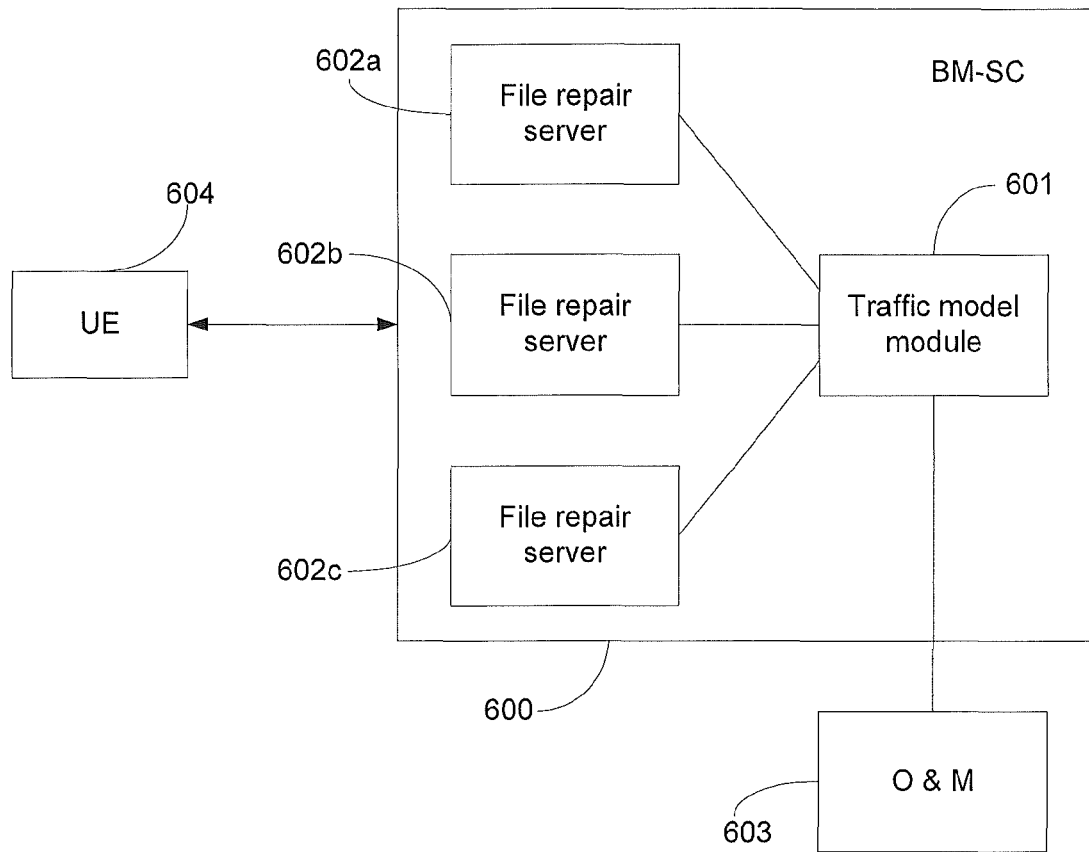 602a
File repair
server
BM-SC
604
601
602b
UE
File repair
server
Traffic model
module
File repair
server
602c
600
O & M
603